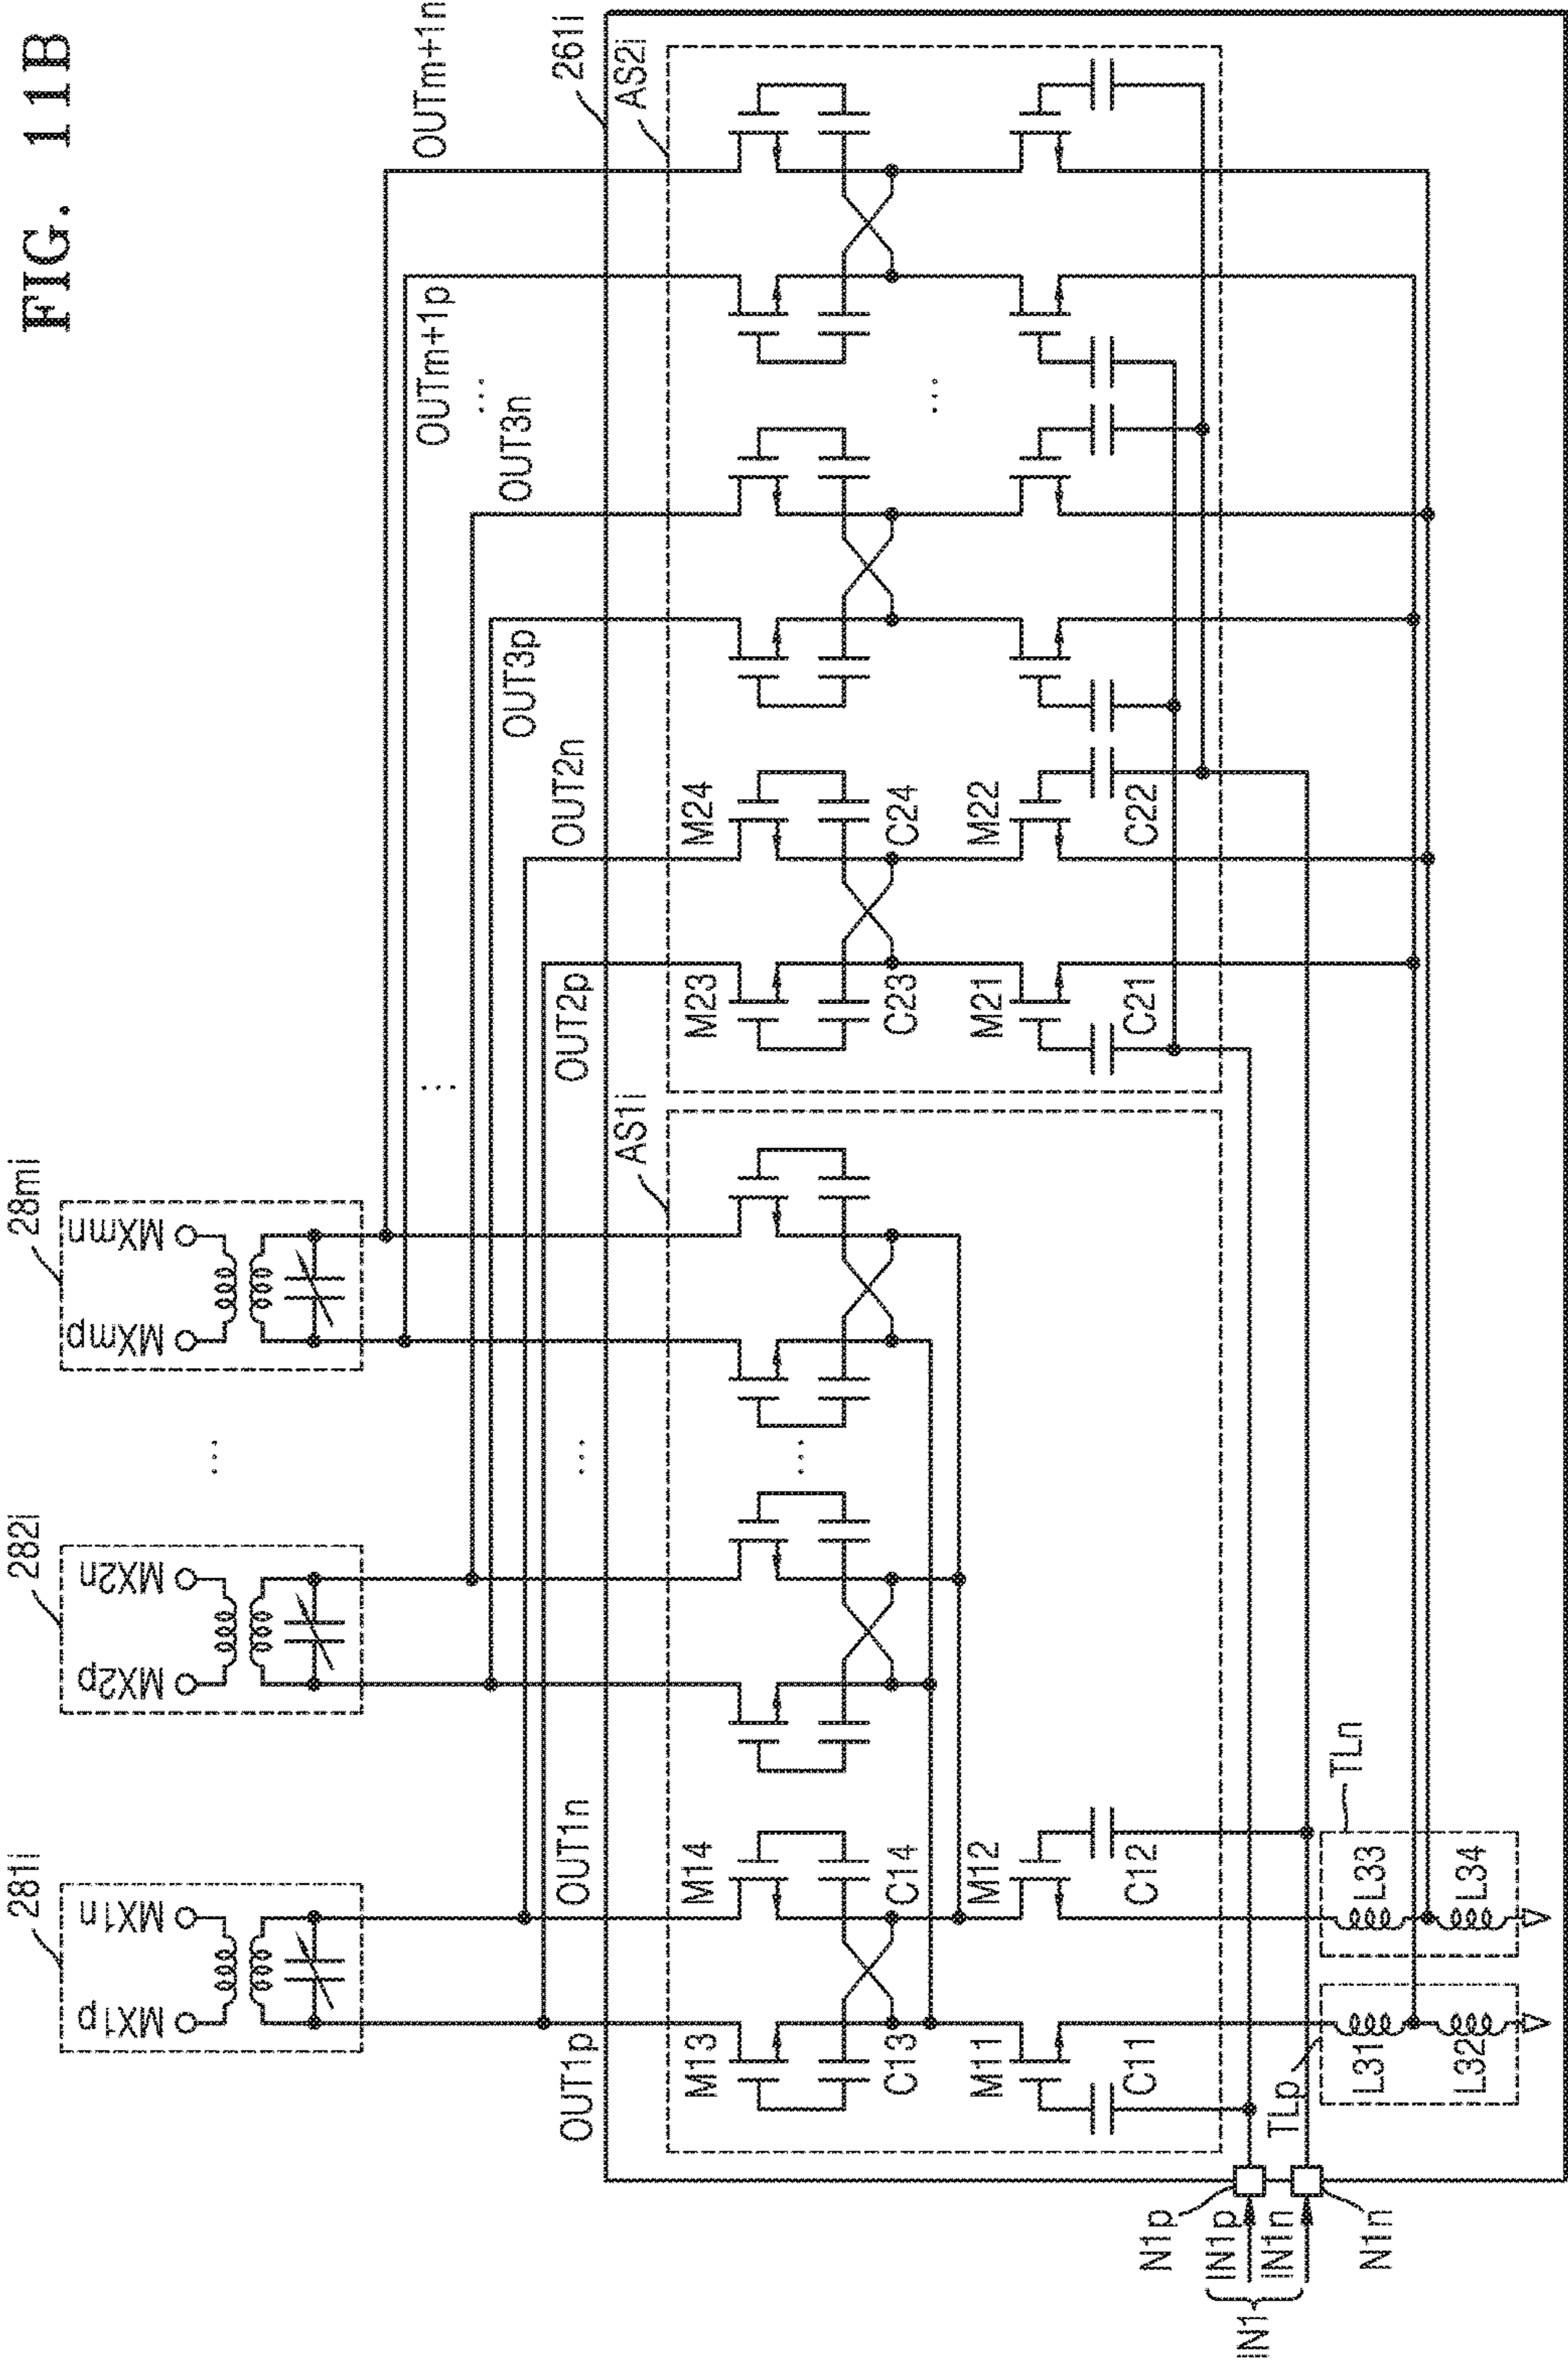 FIG. 11B
281i
282i
28mi
MX1p
MX1n
MX2p
MX2n
...
MXmp
MXmn
...
OUTm+1n
OUTm+1p
...
OUT3n
OUT3p
OUT2n
OUT2p
OUT1n
OUT1p
...
261i
AS1i
AS2i
M13
M14
...
M23
M24
C13
C14
C23
C24
...
M11
M12
M21
M22
C11
C12
C21
C22
N1p
IN1p
IN1
IN1n
N1n
TLp
TLn
L31
L33
L32
L34